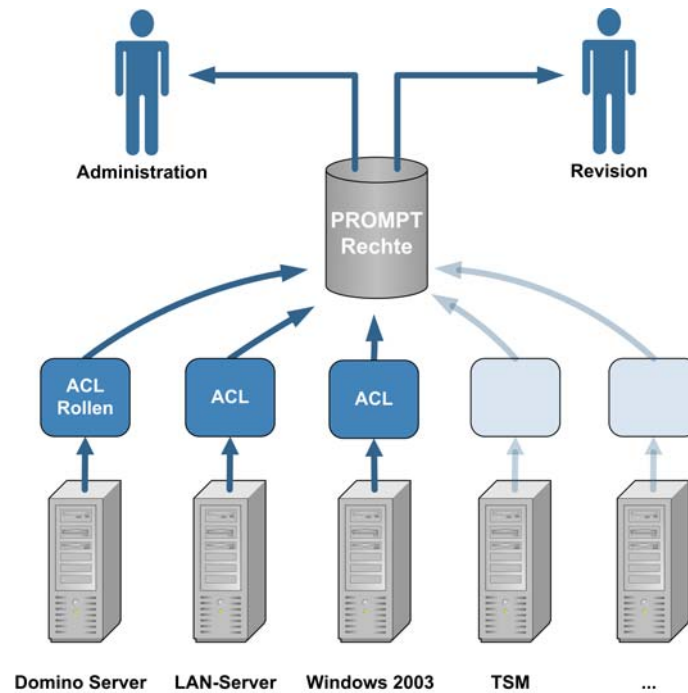 Administration
Revision
PROMPT
Rechte
ACL
Rollen
ACL
ACL
Domino Server
LAN-Server
Windows 2003
TSM
...